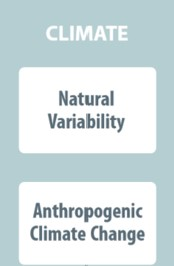 CLIMATE
Natural
Variability
Anthropogenic
Climate Change